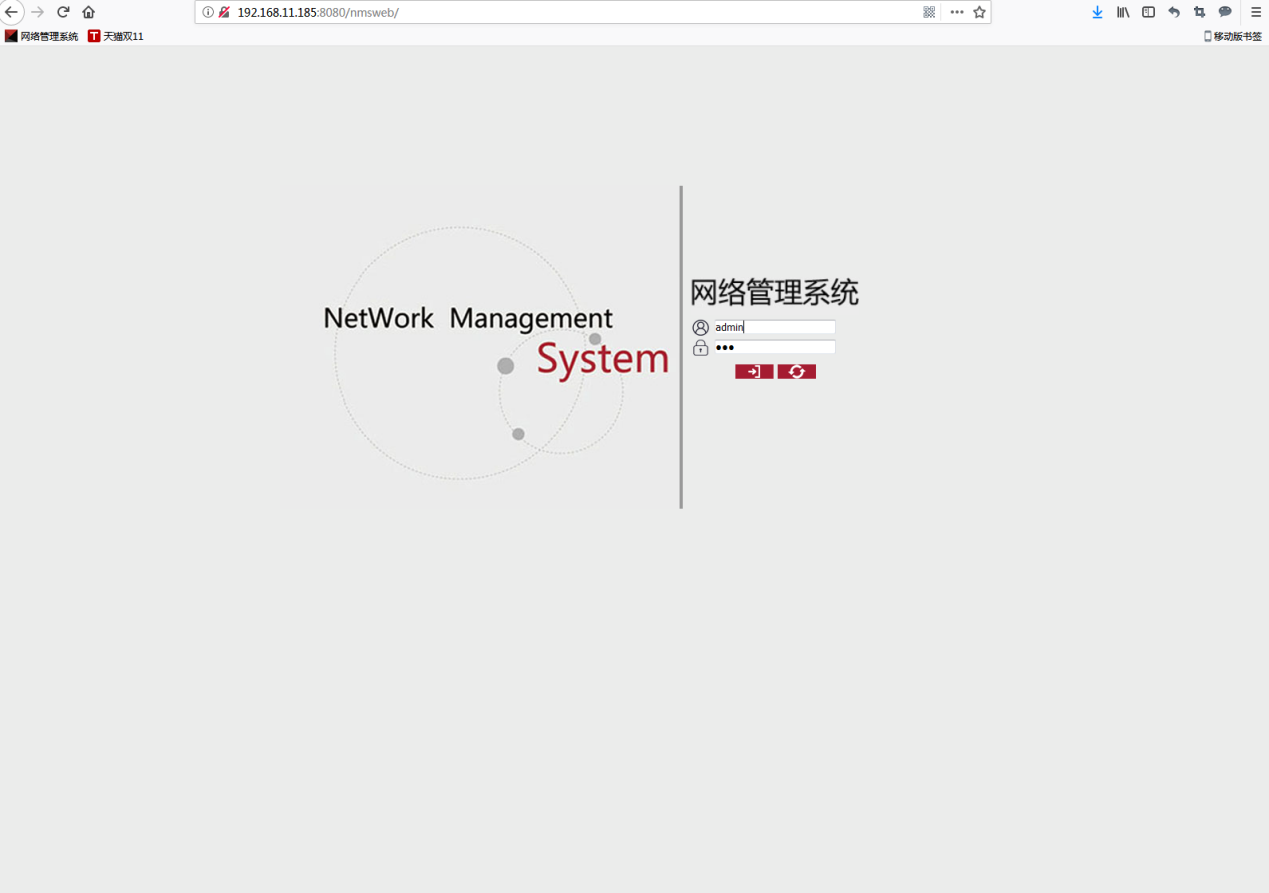 192.168.11.185:8080/nmsweb/
网络管理系统 T 天猫双11 移动版书签
NetWork Management
System
网络管理系统
admin